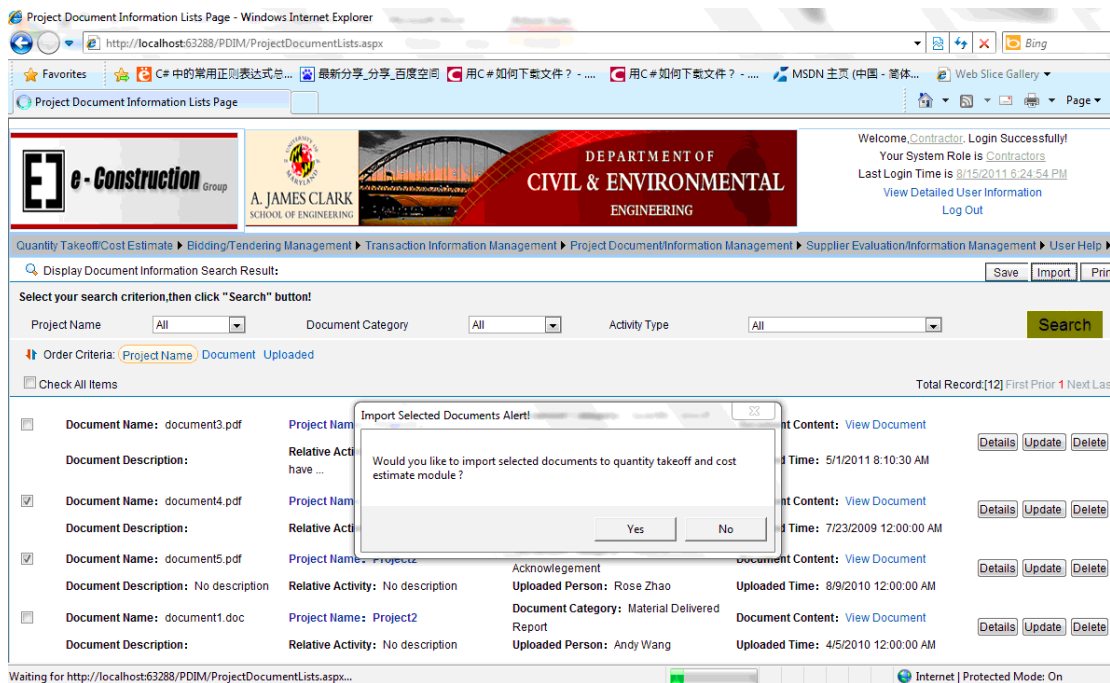 Project Document Information Lists Page - Windows Internet Explorer
http://localhost:63288/PDIM/ProjectDocumentLists.aspx
Bing
Favorites
C# 中的常用正则表达式总...
最新分享_分享_百度空间
用C#如何下载文件？ - ....
用C#如何下载文件？ - ....
MSDN 主页 (中国 - 简体...
Web Slice Gallery
Project Document Information Lists Page
Page
e - Construction Group
A. JAMES CLARK
SCHOOL OF ENGINEERING
DEPARTMENT OF
CIVIL & ENVIRONMENTAL
ENGINEERING
Welcome,Contractor. Login Successfully!
Your System Role is Contractors
Last Login Time is 8/15/2011 6:24:54 PM
View Detailed User Information
Log Out
Quantity Takeoff/Cost Estimate Bidding/Tendering Management Transaction Information Management Project Document/Information Management Supplier Evaluation/Information Management User Help
Display Document Information Search Result:
Save Import Prin
Select your search criterion,then click "Search" button!
Project Name All Document Category All Activity Type All Search
Order Criteria: Project Name Document Uploaded
Check All Items
Total Record:[12] First Prior 1 Next Las
Import Selected Documents Alert!
Would you like to import selected documents to quantity takeoff and cost
estimate module ?
Yes No
Document Name: document3.pdf Project Nam nt Content: View Document
Details Update Delete
Document Description: Relative Acti d Time: 5/1/2011 8:10:30 AM
have ...
Document Name: document4.pdf Project Nam nt Content: View Document
Details Update Delete
Document Description: Relative Acti d Time: 7/23/2009 12:00:00 AM
Document Name: document5.pdf Project Name: Project2 Document Content: View Document
Acknowlegement
Details Update Delete
Document Description: No description Relative Activity: No description Uploaded Person: Rose Zhao Uploaded Time: 8/9/2010 12:00:00 AM
Document Category: Material Delivered
Document Name: document1.doc Project Name: Project2 Report Document Content: View Document
Details Update Delete
Document Description: Relative Activity: No description Uploaded Person: Andy Wang Uploaded Time: 4/5/2010 12:00:00 AM
Waiting for http://localhost:63288/PDIM/ProjectDocumentLists.aspx...
Internet | Protected Mode: On